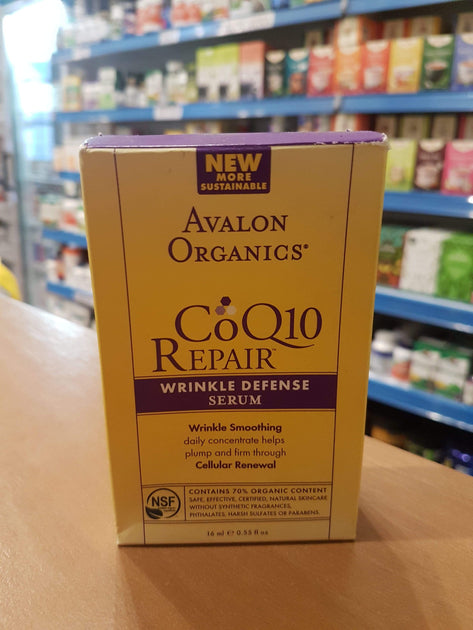 NEW
MORE
SUSTAINABLE
AVALON
ORGANICS®
CoQ10
REPAIR™
WRINKLE DEFENSE
SERUM
Wrinkle Smoothing
daily concentrate helps
plump and firm through
Cellular Renewal
NSF
CONTAINS 70% ORGANIC CONTENT
SAFE, EFFECTIVE, CERTIFIED, NATURAL SKINCARE
WITHOUT SYNTHETIC FRAGRANCES,
PHTHALATES, HARSH SULFATES OR PARABENS.
16 ml ℮ 0.55 fl oz